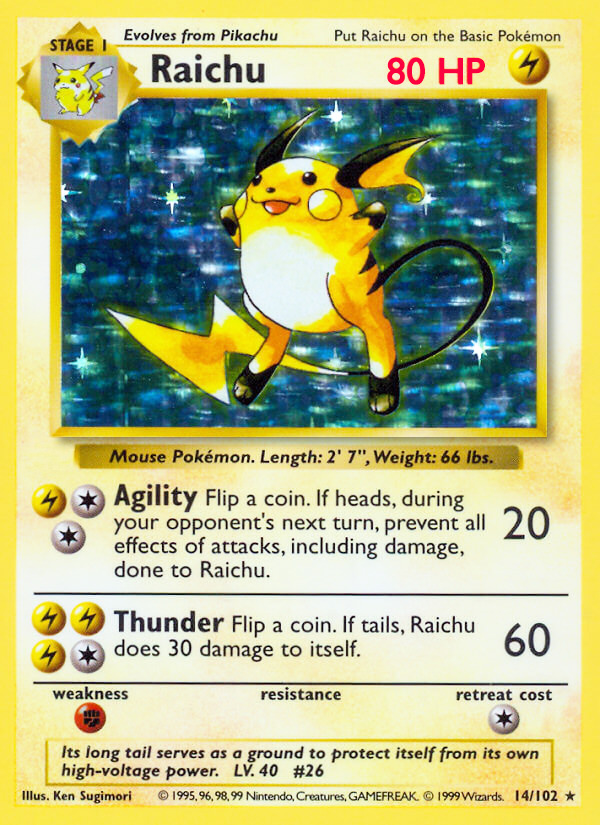 Evolves from Pikachu
Put Raichu on the Basic Pokémon
STAGE 1
Raichu
80 HP
Mouse Pokémon. Length: 2' 7", Weight: 66 lbs.
Agility Flip a coin. If heads, during
your opponent's next turn, prevent all
effects of attacks, including damage,
done to Raichu.
20
Thunder Flip a coin. If tails, Raichu
does 30 damage to itself.
60
weakness
resistance
retreat cost
Its long tail serves as a ground to protect itself from its own
high-voltage power. LV. 40 #26
Illus. Ken Sugimori
© 1995, 96, 98, 99 Nintendo, Creatures, GAMEFREAK. © 1999 Wizards.
14/102 ★